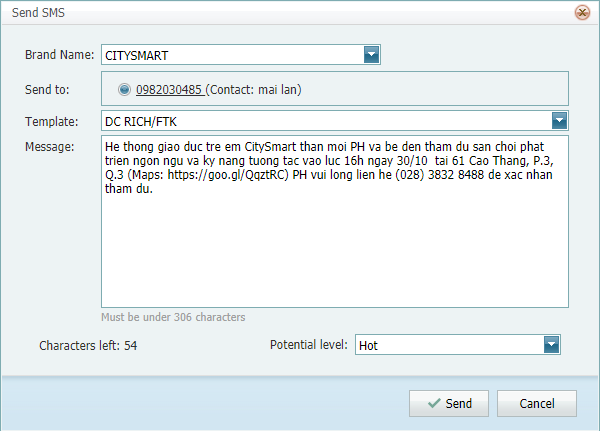 Send SMS
Brand Name: CITYSMART
Send to: 0982030485 (Contact: mai lan)
Template: DC RICH/FTK
Message: He thong giao duc tre em CitySmart than moi PH va be den tham du san choi phat
trien ngon ngu va ky nang tuong tac vao luc 16h ngay 30/10  tai 61 Cao Thang, P.3,
Q.3 (Maps: https://goo.gl/QqztRC) PH vui long lien he (028) 3832 8488 de xac nhan
tham du.
Must be under 306 characters
Characters left: 54 Potential level: Hot
Send Cancel